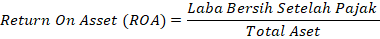 Return On Asset (ROA) = Laba Bersih Setelah Pajak / Total Aset